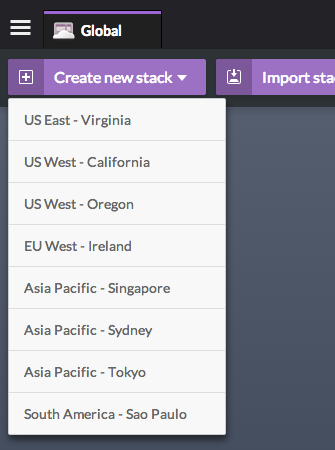 Global
Create new stack
Import sta
US East - Virginia
US West - California
US West - Oregon
EU West - Ireland
Asia Pacific - Singapore
Asia Pacific - Sydney
Asia Pacific - Tokyo
South America - Sao Paulo